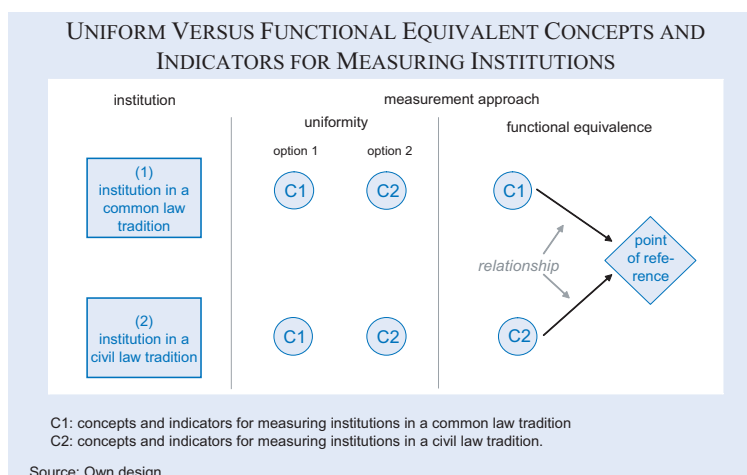 UNIFORM VERSUS FUNCTIONAL EQUIVALENT CONCEPTS AND
INDICATORS FOR MEASURING INSTITUTIONS
institution
measurement approach
uniformity
functional equivalence
option 1
option 2
(1)
institution in a
common law
tradition
C1
C2
C1
point
of refe-
rence
relationship
(2)
institution in a
civil law tradition
C1
C2
C2
C1: concepts and indicators for measuring institutions in a common law tradition
C2: concepts and indicators for measuring institutions in a civil law tradition.
Source: Own design